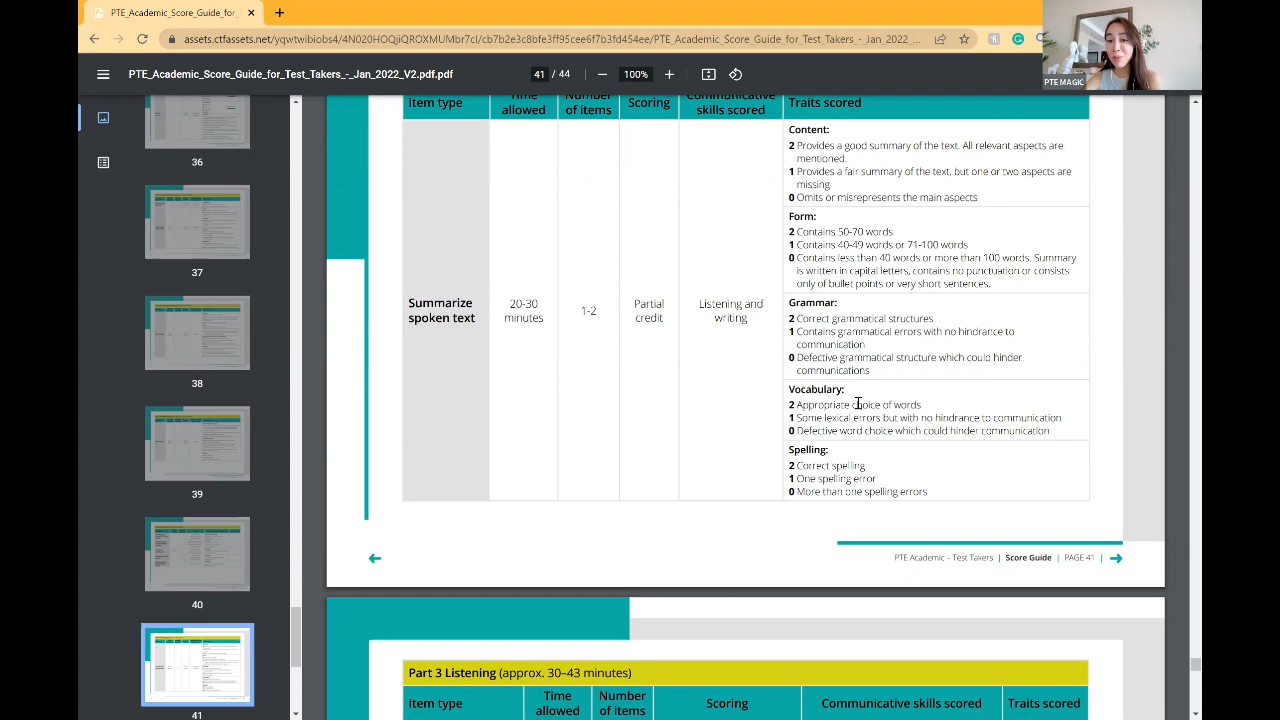 PTE_Academic_Score_Guide_for_
assets.ctfassets.net/yqwtwibiobs4/4N020HOQjiQROXMUMbr7cl/cb7b2e3c8bfe3ff95cee6f7b3fd454ee/PTE_Academic_Score_Guide_for_Test_Takers_-_Jan_2022_...
PTE MAGIC
PTE_Academic_Score_Guide_for_Test_Takers_-_Jan_2022_V2.pdf.pdf
41 / 44
100%
36
37
38
39
40
41
Item type
Time allowed
Number of items
Scoring
Communicative skills scored
Traits scored
Summarize spoken text
20-30 minutes
1-2
Partial credit
Listening and writing
Content:
2 Provides a good summary of the text. All relevant aspects are
mentioned.
1 Provides a fair summary of the text, but one or two aspects are
missing
0 Omits or misrepresents the main aspects
Form:
2 Contains 50-70 words
1 Contains 40-49 words or 71-100 words
0 Contains less than 40 words or more than 100 words. Summary
is written in capital letters, contains no punctuation or consists
only of bullet points or very short sentences.
Grammar:
2 Correct grammatical structures
1 Contains grammatical errors with no hindrance to
communication
0 Defective grammatical structure which could hinder
communications
Vocabulary:
2 Appropriate choice of words
1 Some lexical errors but with no hindrance to communication
0 Defective word choice which could hinder communication
Spelling:
2 Correct spelling
1 One spelling error
0 More than one spelling errors
PTE Academic – Test Takers | Score Guide | PAGE 41 |
Part 3 Listening (approx. 30–43 minutes)
Item type
Time allowed
Number of items
Scoring
Communicative skills scored
Traits scored